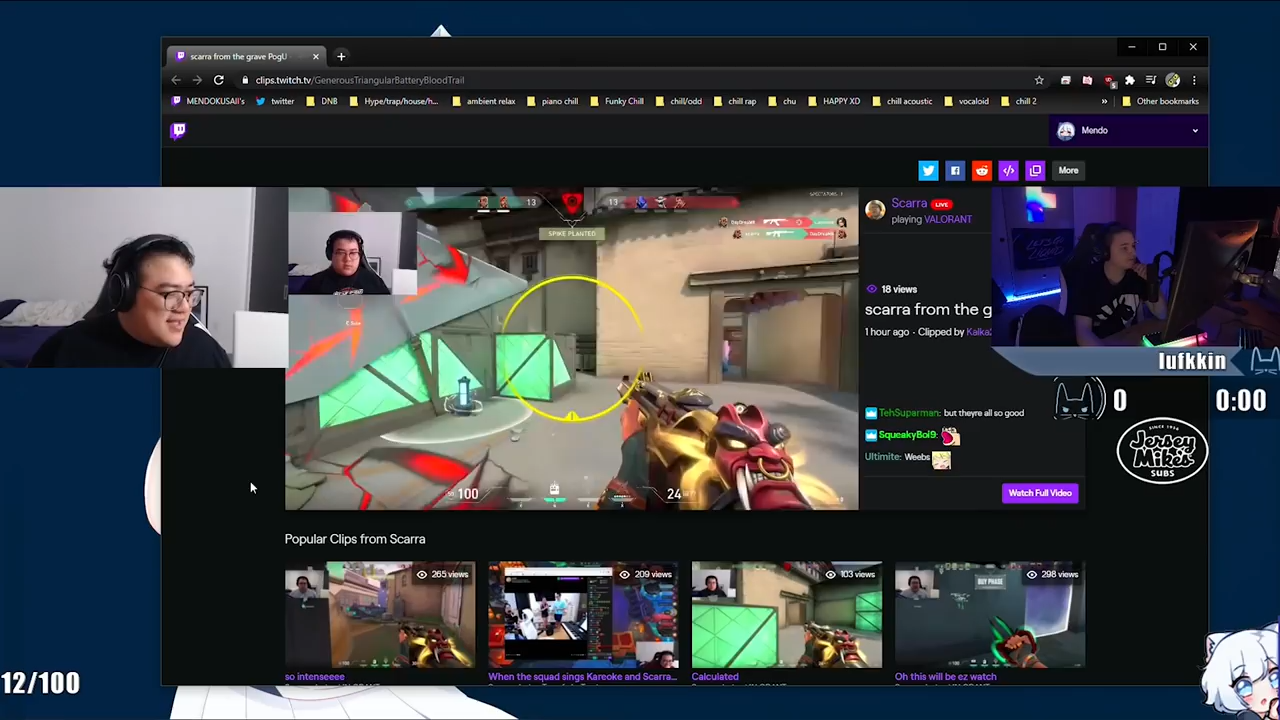 scarra from the grave PogU
clips.twitch.tv/GenerousTriangularBatteryBloodTrail
MENDOKUSAII's
twitter
DNB
Hype/trap/house/h...
ambient relax
piano chill
Funky Chill
chill/odd
chill rap
chu
HAPPY XD
chill acoustic
vocaloid
chill 2
Other bookmarks
Mendo
More
13
13
SPIKE PLANTED
100
24
Scarra LIVE
playing VALORANT
18 views
scarra from the g
1 hour ago - Clipped by
TehSuparman: but theyre all so good
SqueakyBoi9:
Ultimite: Weebs
Watch Full Video
lufkkin
0
0:00
SINCE 1956
Jersey
Mike's
SUBS
Popular Clips from Scarra
265 views
209 views
103 views
298 views
BUY PHASE
so intenseeee
When the squad sings Kareoke and Scarra...
Calculated
Oh this will be ez watch
12/100